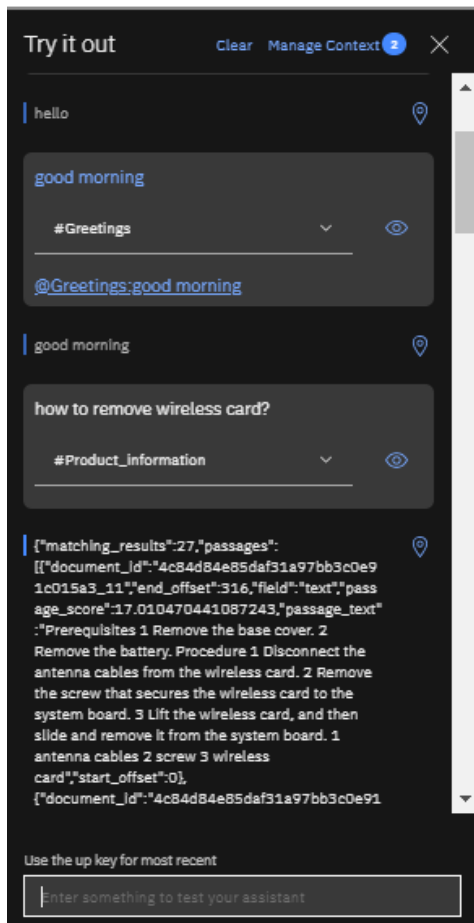 Try it out Clear Manage Context 2
hello
good morning
#Greetings
@Greetings:good morning
good morning
how to remove wireless card?
#Product_information
{"matching_results":27,"passages":
[{"document_id":"4c84d84e85daf31a97bb3c0e9
1c015a3_11","end_offset":316,"field":"text","pass
age_score":17.010470441087243,"passage_text"
:"Prerequisites 1 Remove the base cover. 2
Remove the battery. Procedure 1 Disconnect the
antenna cables from the wireless card. 2 Remove
the screw that secures the wireless card to the
system board. 3 Lift the wireless card, and then
slide and remove it from the system board. 1
antenna cables 2 screw 3 wireless
card","start_offset":0},
{"document_id":"4c84d84e85daf31a97bb3c0e91
Use the up key for most recent
Enter something to test your assistant